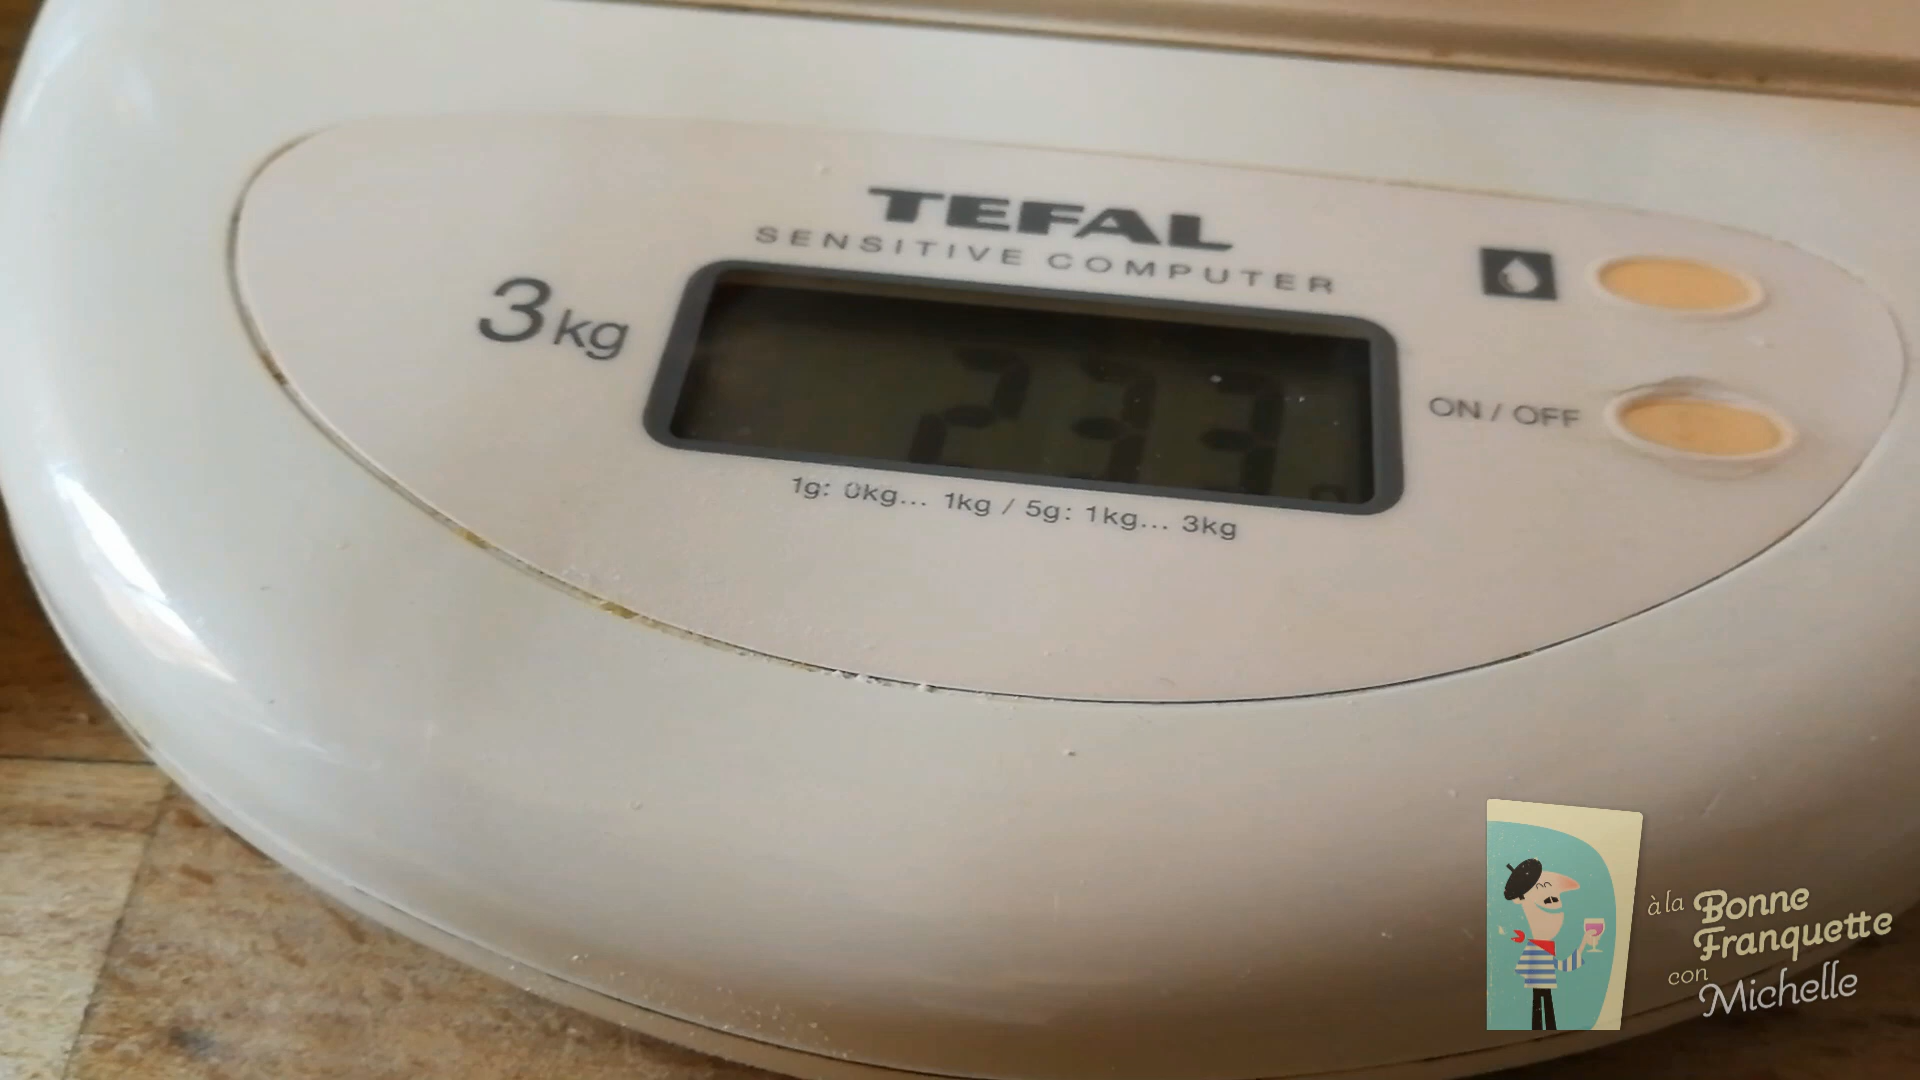 TEFAL
SENSITIVE COMPUTER
3kg
233
ON / OFF
1g: 0kg... 1kg / 5g: 1kg... 3kg
à la
Bonne
Franquette
con
Michelle